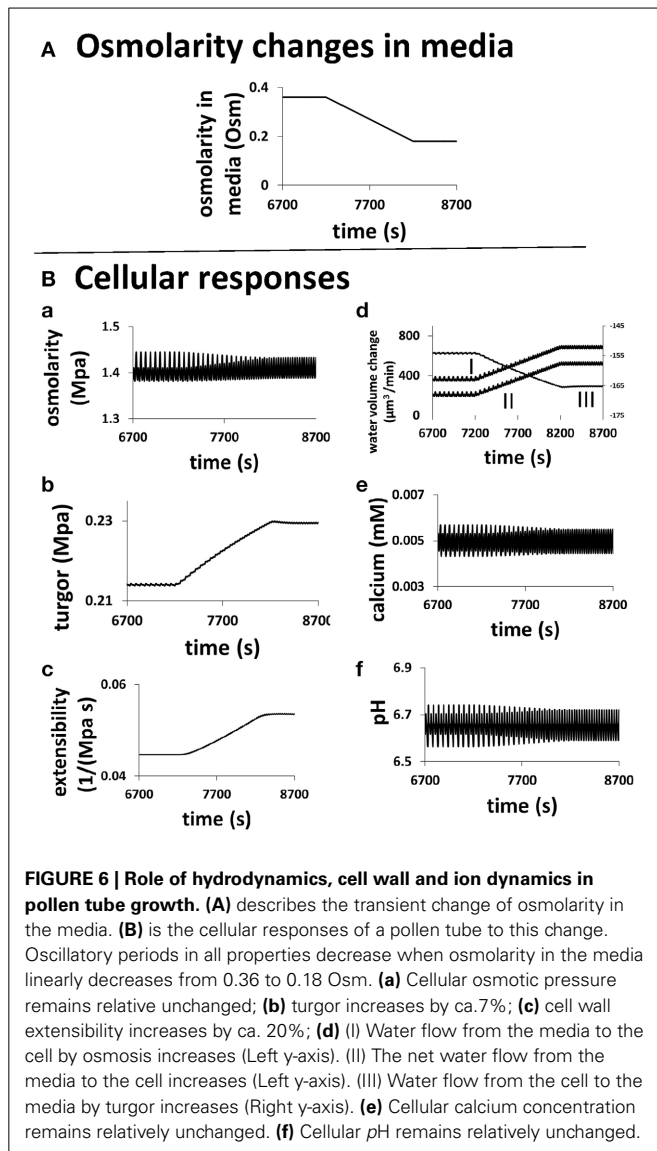 A Osmolarity changes in media
osmolarity in
media (Osm)
0.4
0.2
0
6700
7700
8700
time (s)
B Cellular responses
a
osmolarity
(Mpa)
1.5
1.4
1.3
6700
7700
8700
time (s)
d
water volume change
(µm³/min)
800
400
0
-145
-155
-165
-175
I
II
III
6700 7200 7700 8200 8700
time (s)
b
turgor (Mpa)
0.23
0.21
6700
7700
8700
time (s)
e
calcium (mM)
0.007
0.005
0.003
6700
7700
8700
time (s)
c
extensibility
(1/(Mpa s)
0.06
0.04
6700
7700
8700
time (s)
f
pH
6.9
6.7
6.5
6700
7700
8700
time (s)
FIGURE 6 | Role of hydrodynamics, cell wall and ion dynamics in
pollen tube growth. (A) describes the transient change of osmolarity in
the media. (B) is the cellular responses of a pollen tube to this change.
Oscillatory periods in all properties decrease when osmolarity in the media
linearly decreases from 0.36 to 0.18 Osm. (a) Cellular osmotic pressure
remains relative unchanged; (b) turgor increases by ca.7%; (c) cell wall
extensibility increases by ca. 20%; (d) (I) Water flow from the media to the
cell by osmosis increases (Left y-axis). (II) The net water flow from the
media to the cell increases (Left y-axis). (III) Water flow from the cell to the
media by turgor increases (Right y-axis). (e) Cellular calcium concentration
remains relatively unchanged. (f) Cellular pH remains relatively unchanged.